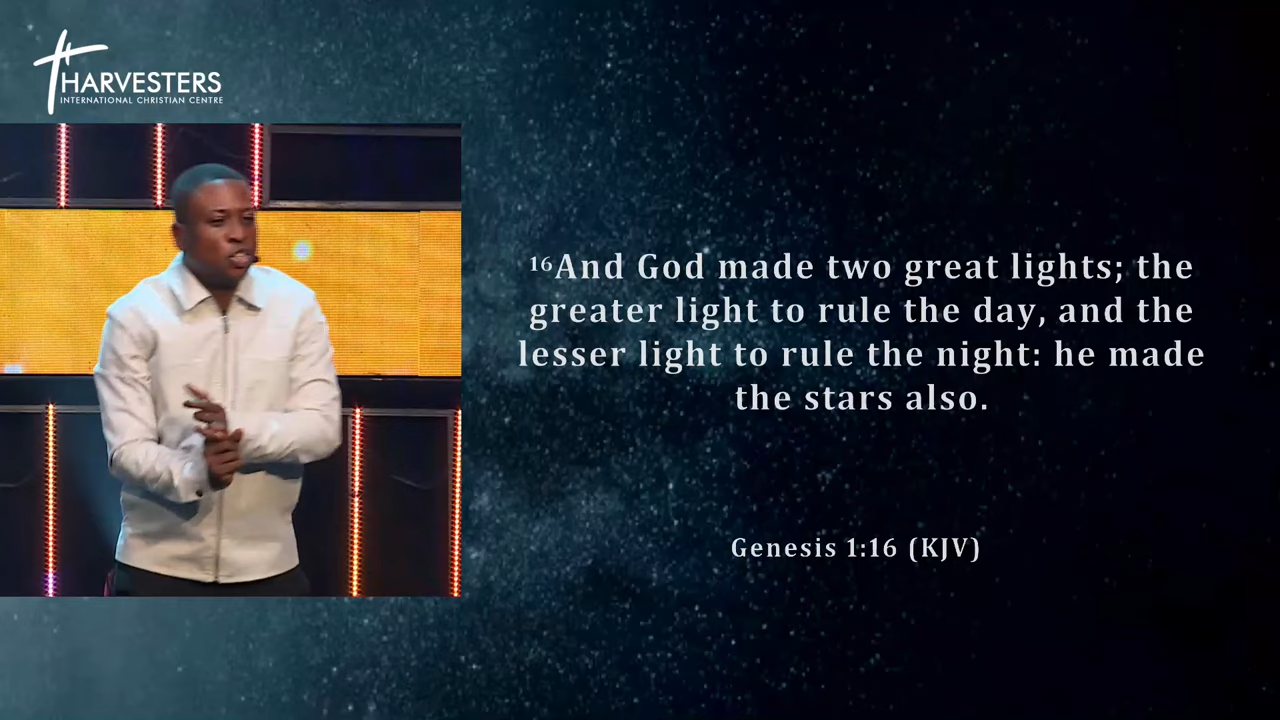 HARVESTERS
INTERNATIONAL CHRISTIAN CENTRE
16And God made two great lights; the
greater light to rule the day, and the
lesser light to rule the night: he made
the stars also.
Genesis 1:16 (KJV)